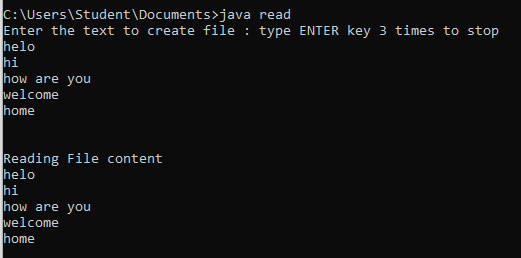 C:\Users\Student\Documents>java read
Enter the text to create file : type ENTER key 3 times to stop
helo
hi
how are you
welcome
home
Reading File content
helo
hi
how are you
welcome
home